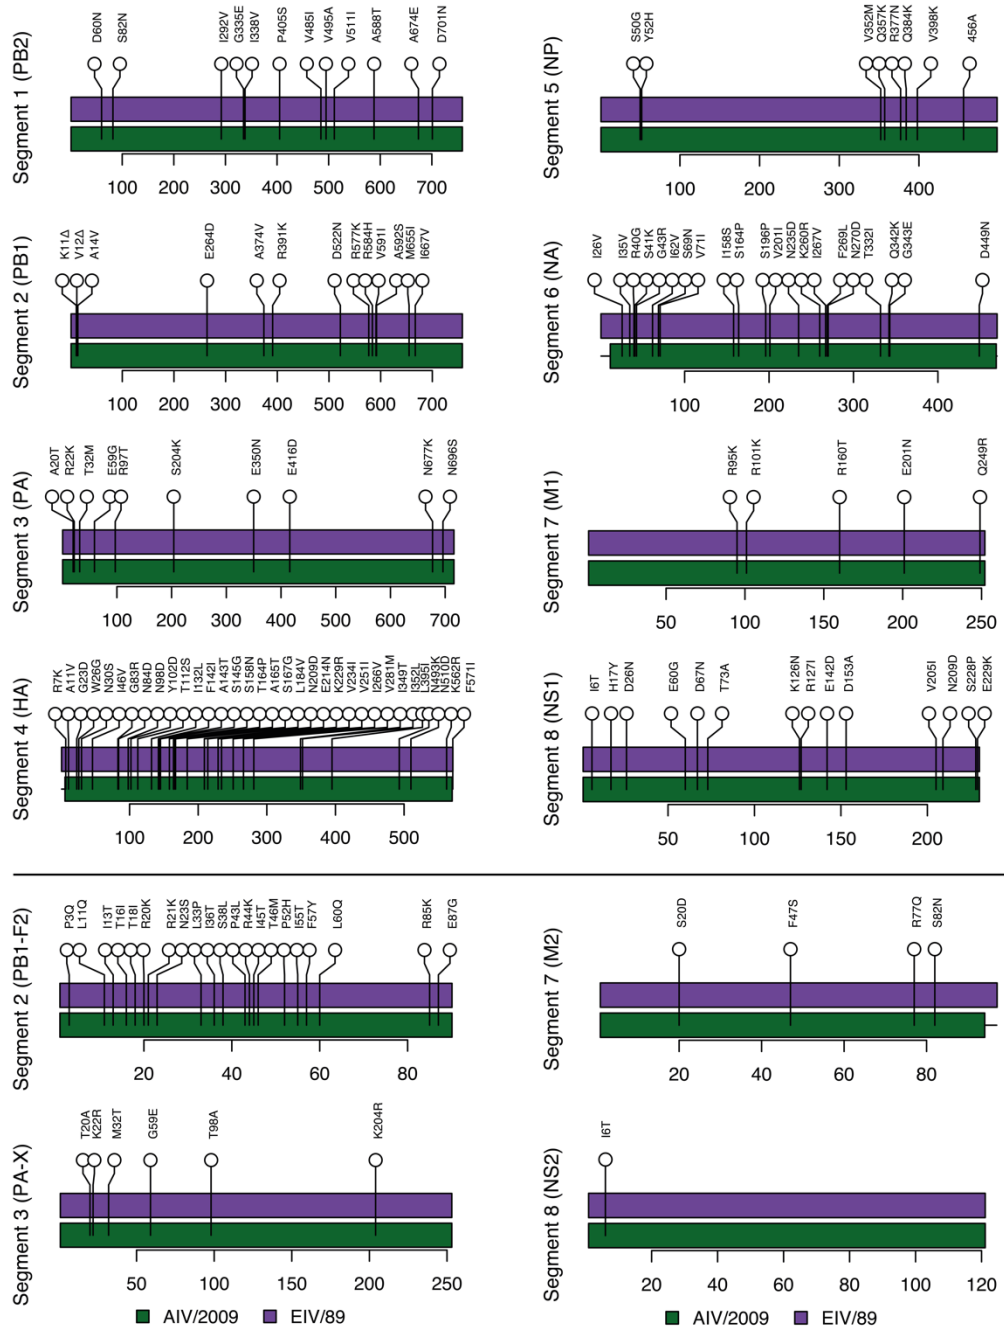 D60N S82N I292V G335E I338V P405S V485I V495A V511I A588T A674E D701N
Segment 1 (PB2)
100 200 300 400 500 600 700
S50G Y52H V352M Q357K R377N Q384K V398K 456A
Segment 5 (NP)
100 200 300 400
K11Δ V12Δ A14V E264D A374V R391K D522N R577K R584H V591I A592S M655I I667V
Segment 2 (PB1)
100 200 300 400 500 600 700
I26V I35V R40G S41K G43R I62V S69N V71I I158S S164P S196P V201I N235D K260R I267V F269L N270D T332I Q342K G343E D449N
Segment 6 (NA)
100 200 300 400
A20T R22K T32M E59G R97T S204K E350N E416D N677K N696S
Segment 3 (PA)
100 200 300 400 500 600 700
R95K R101K R160T E201N Q249R
Segment 7 (M1)
50 100 150 200 250
R7K A11V G23D W26G N30S I46V G83R N84D N98D Y102D T112S I132L F142I A143T S145G S158N T164P A165T S167G L184V N209D E214N K229R V234I V251I I266V V281M I349T I352L L395I N493K N510D K562R F571I
Segment 4 (HA)
100 200 300 400 500
I6T H17Y D26N E60G D67N T73A K126N R127I E142D D153A V205I N209D S228P E229K
Segment 8 (NS1)
50 100 150 200
P3Q L11Q I13T T16I T18I R20K R21K N23S L33P I36T S38L P43L R44K I45T T46M P52H I55T F57Y L60Q R85K E87G
Segment 2 (PB1-F2)
20 40 60 80
S20D F47S R77Q S82N
Segment 7 (M2)
20 40 60 80
T20A K22R M32T G59E T98A K204R
Segment 3 (PA-X)
50 100 150 200 250
I6T
Segment 8 (NS2)
20 40 60 80 100 120
AIV/2009 EIV/89
AIV/2009 EIV/89